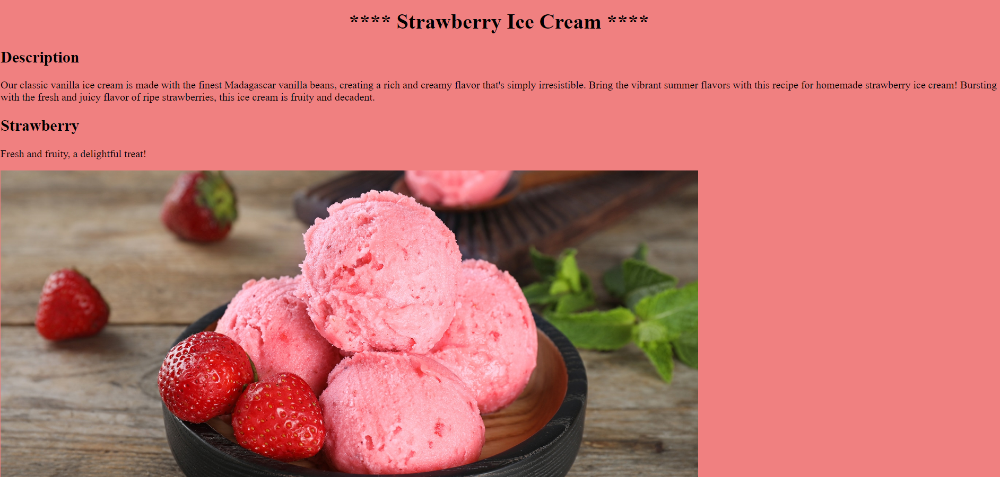 **** Strawberry Ice Cream ****
Description
Our classic vanilla ice cream is made with the finest Madagascar vanilla beans, creating a rich and creamy flavor that's simply irresistible. Bring the vibrant summer flavors with this recipe for homemade strawberry ice cream! Bursting
with the fresh and juicy flavor of ripe strawberries, this ice cream is fruity and decadent.
Strawberry
Fresh and fruity, a delightful treat!